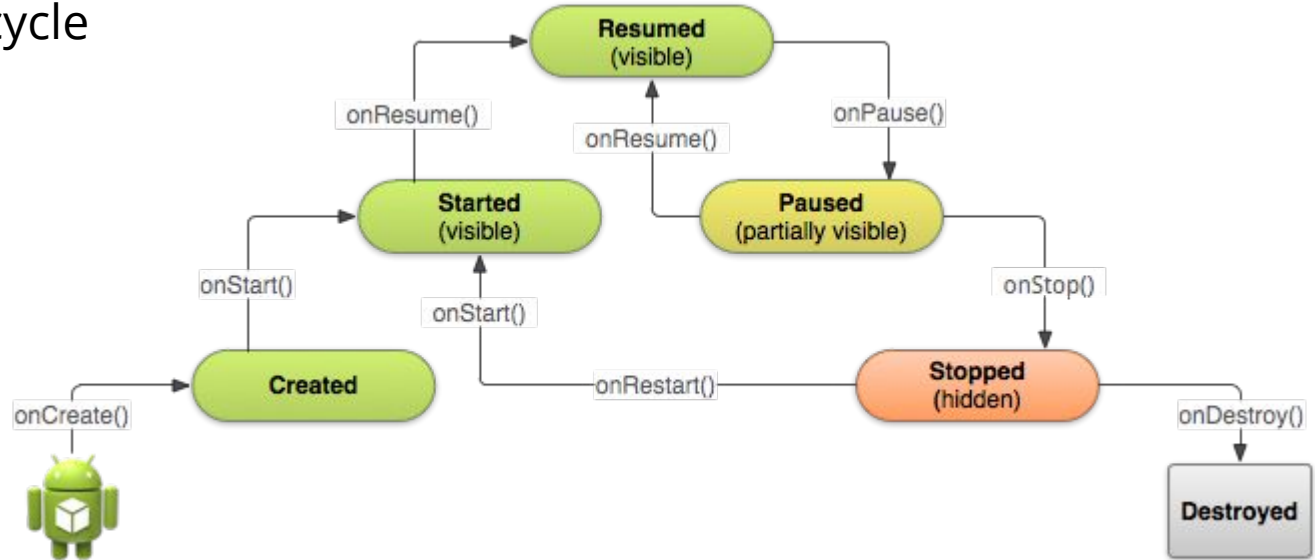 ycle
Resumed
(visible)
onResume()
onResume()
onPause()
Started
(visible)
Paused
(partially visible)
onStart()
onStart()
onStop()
Created
onRestart()
Stopped
(hidden)
onCreate()
onDestroy()
Destroyed